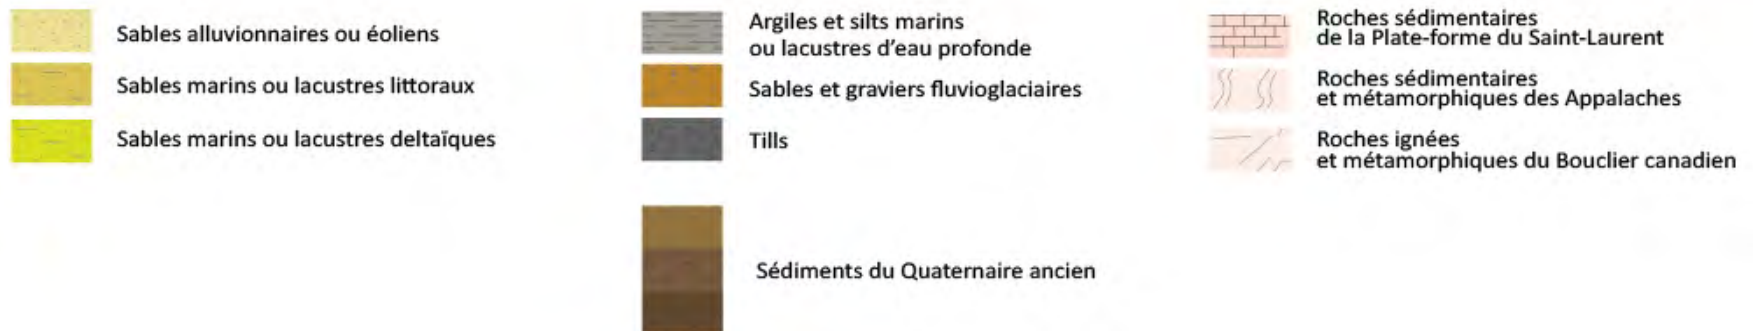 Sables alluvionnaires ou éoliens
Sables marins ou lacustres littoraux
Sables marins ou lacustres deltaïques
Argiles et silts marins
ou lacustres d'eau profonde
Sables et graviers fluvioglaciaires
Tills
Sédiments du Quaternaire ancien
Roches sédimentaires
de la Plate-forme du Saint-Laurent
Roches sédimentaires
et métamorphiques des Appalaches
Roches ignées
et métamorphiques du Bouclier canadien